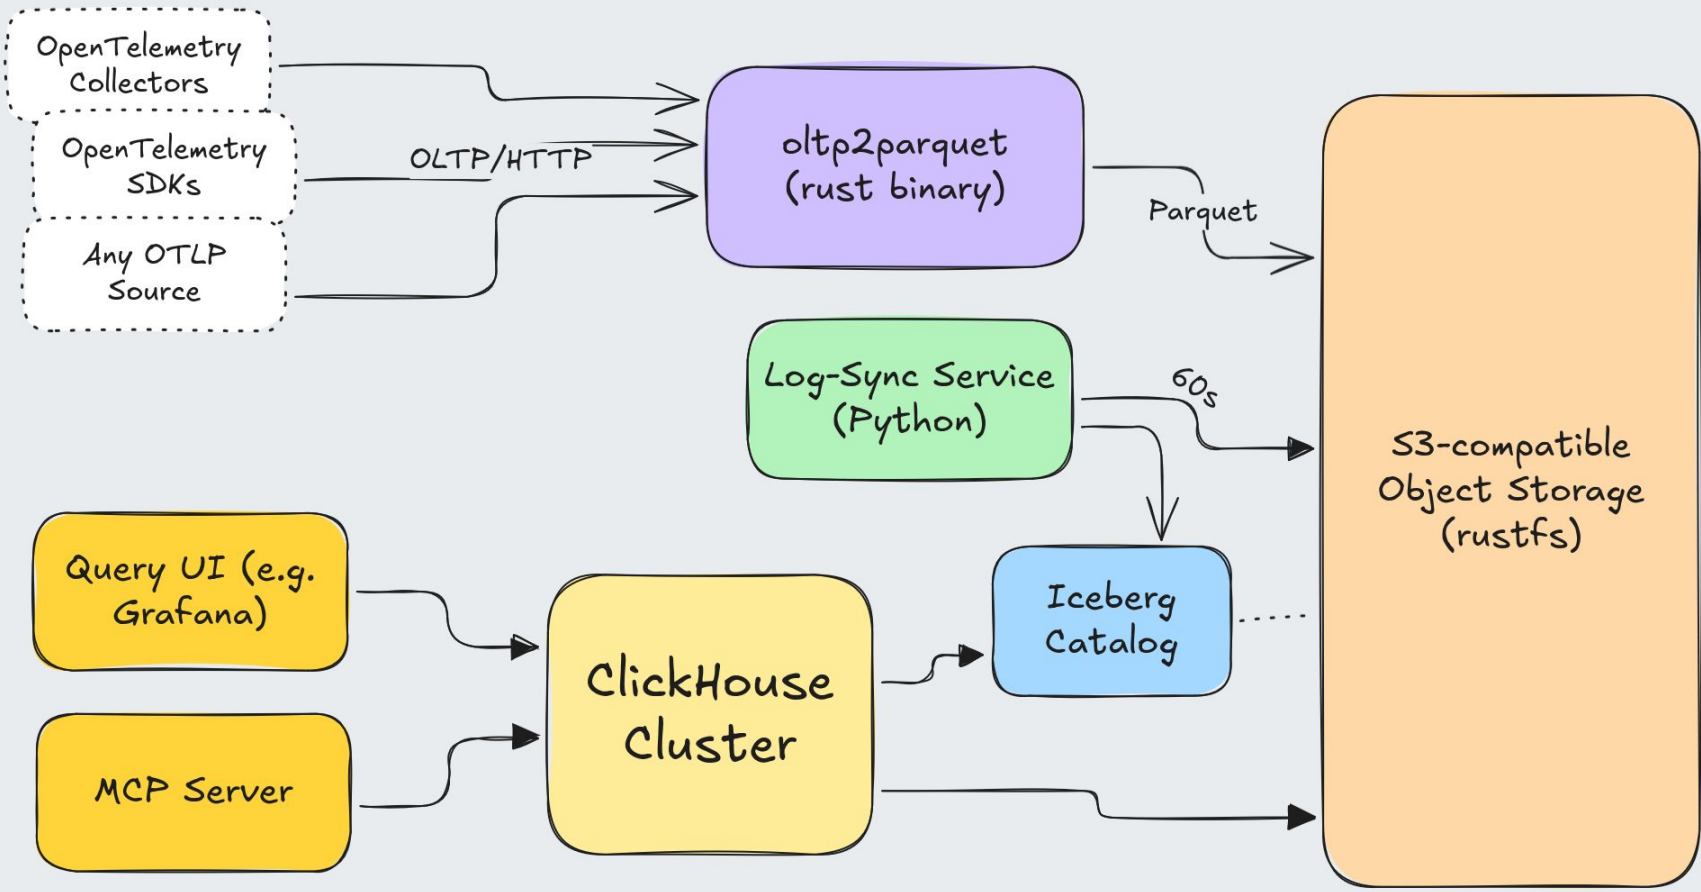 OpenTelemetry
Collectors
OpenTelemetry
SDKs
Any OTLP
Source
OLTP/HTTP
oltp2parquet
(rust binary)
Parquet
Log-Sync Service
(Python)
60s
S3-compatible
Object Storage
(rustfs)
Query UI (e.g.
Grafana)
MCP Server
ClickHouse
Cluster
Iceberg
Catalog